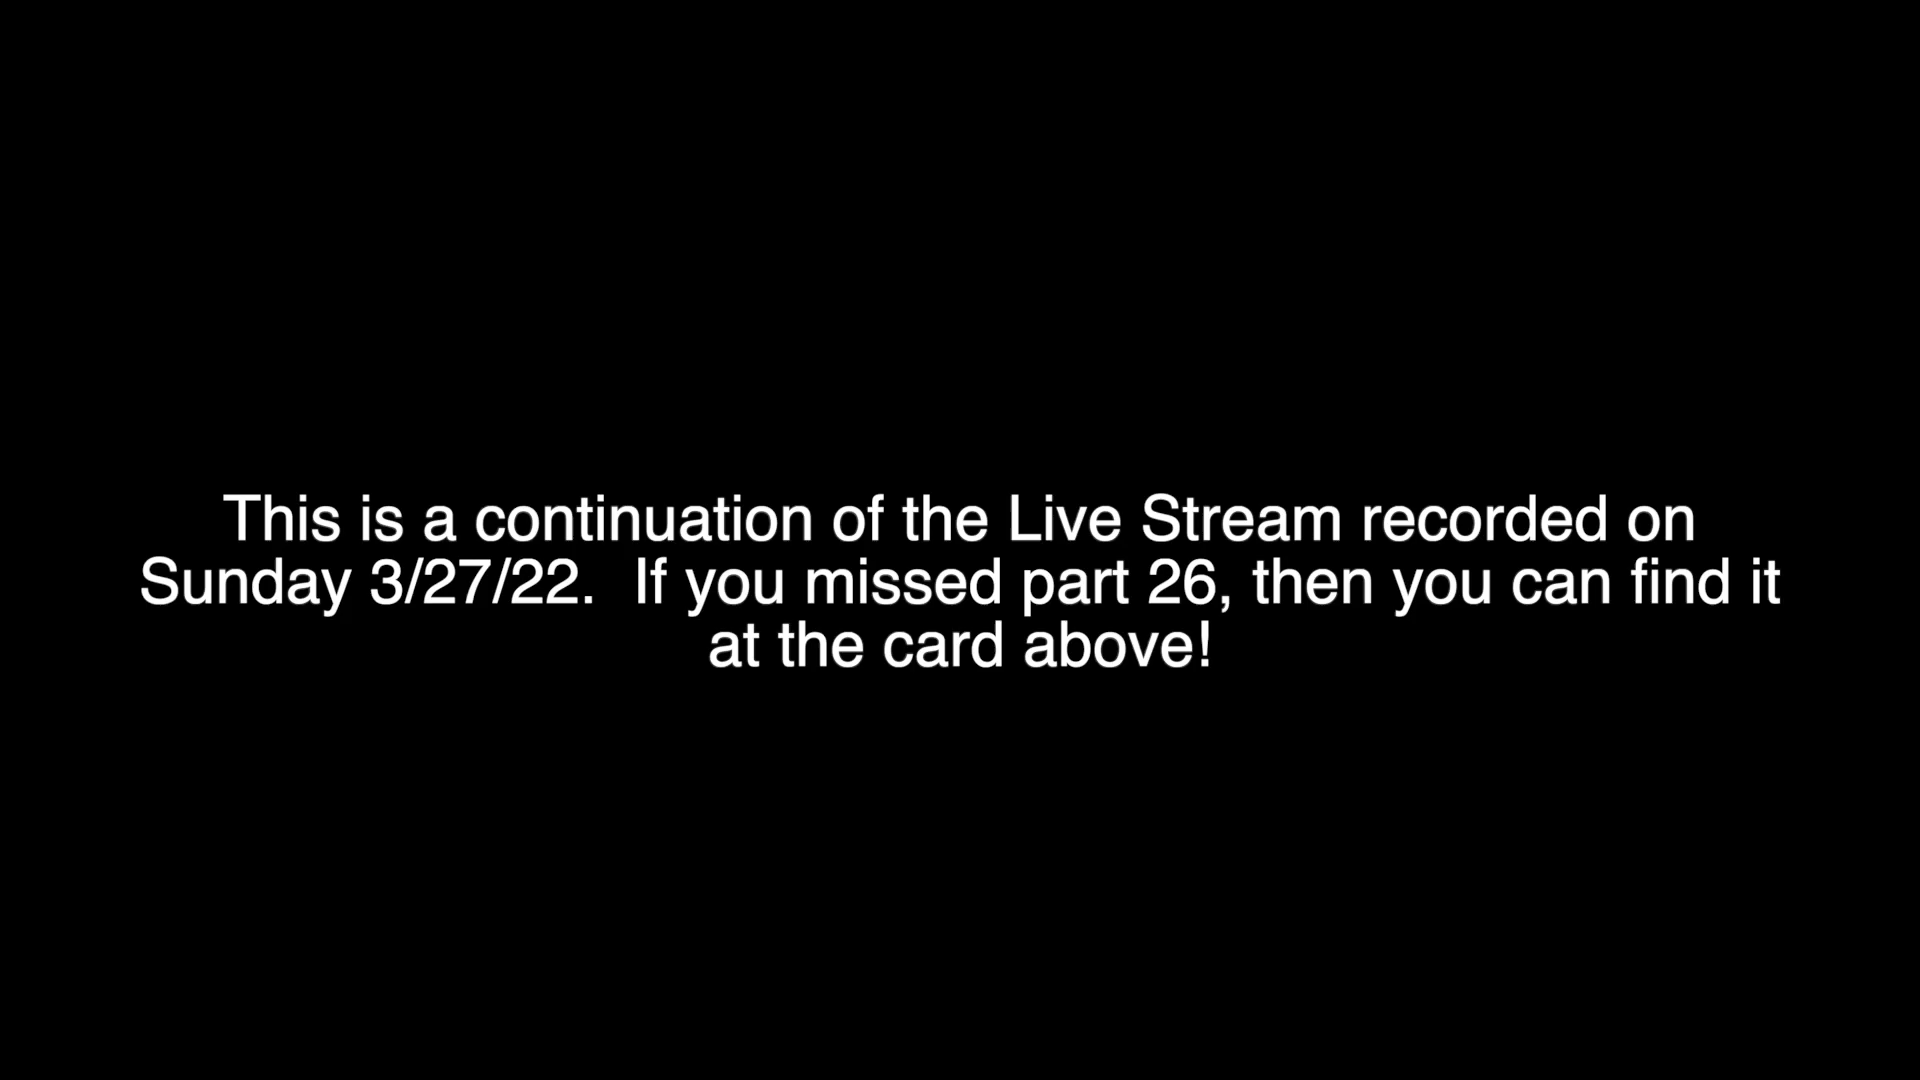 This is a continuation of the Live Stream recorded on
Sunday 3/27/22.  If you missed part 26, then you can find it
at the card above!